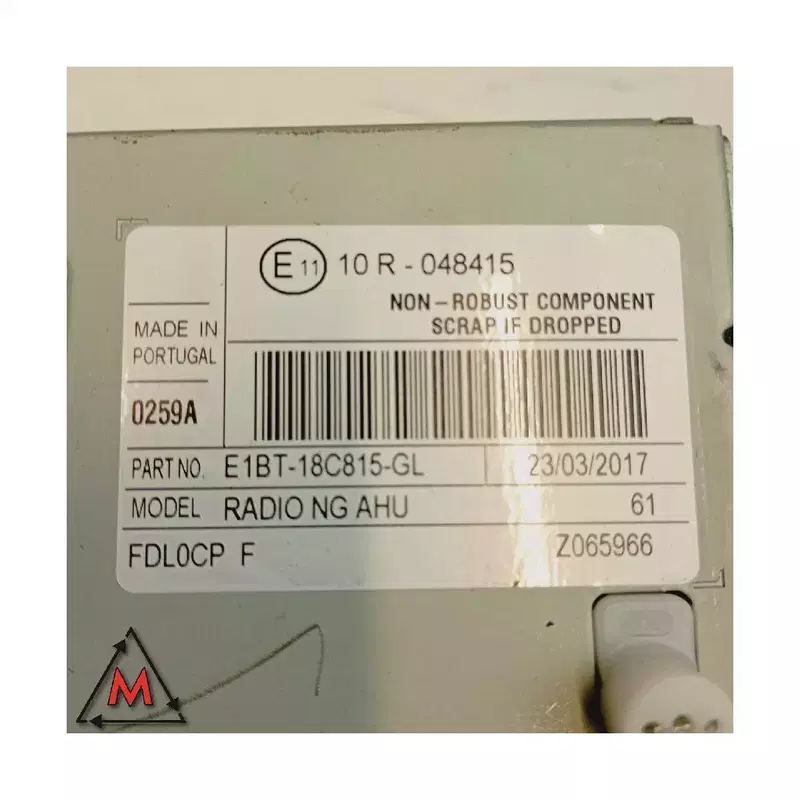 E 11 10 R - 048415
NON-ROBUST COMPONENT
SCRAP IF DROPPED
MADE IN
PORTUGAL
0259A
PART NO. E1BT-18C815-GL 23/03/2017
MODEL RADIO NG AHU 61
FDL0CP F Z065966
M